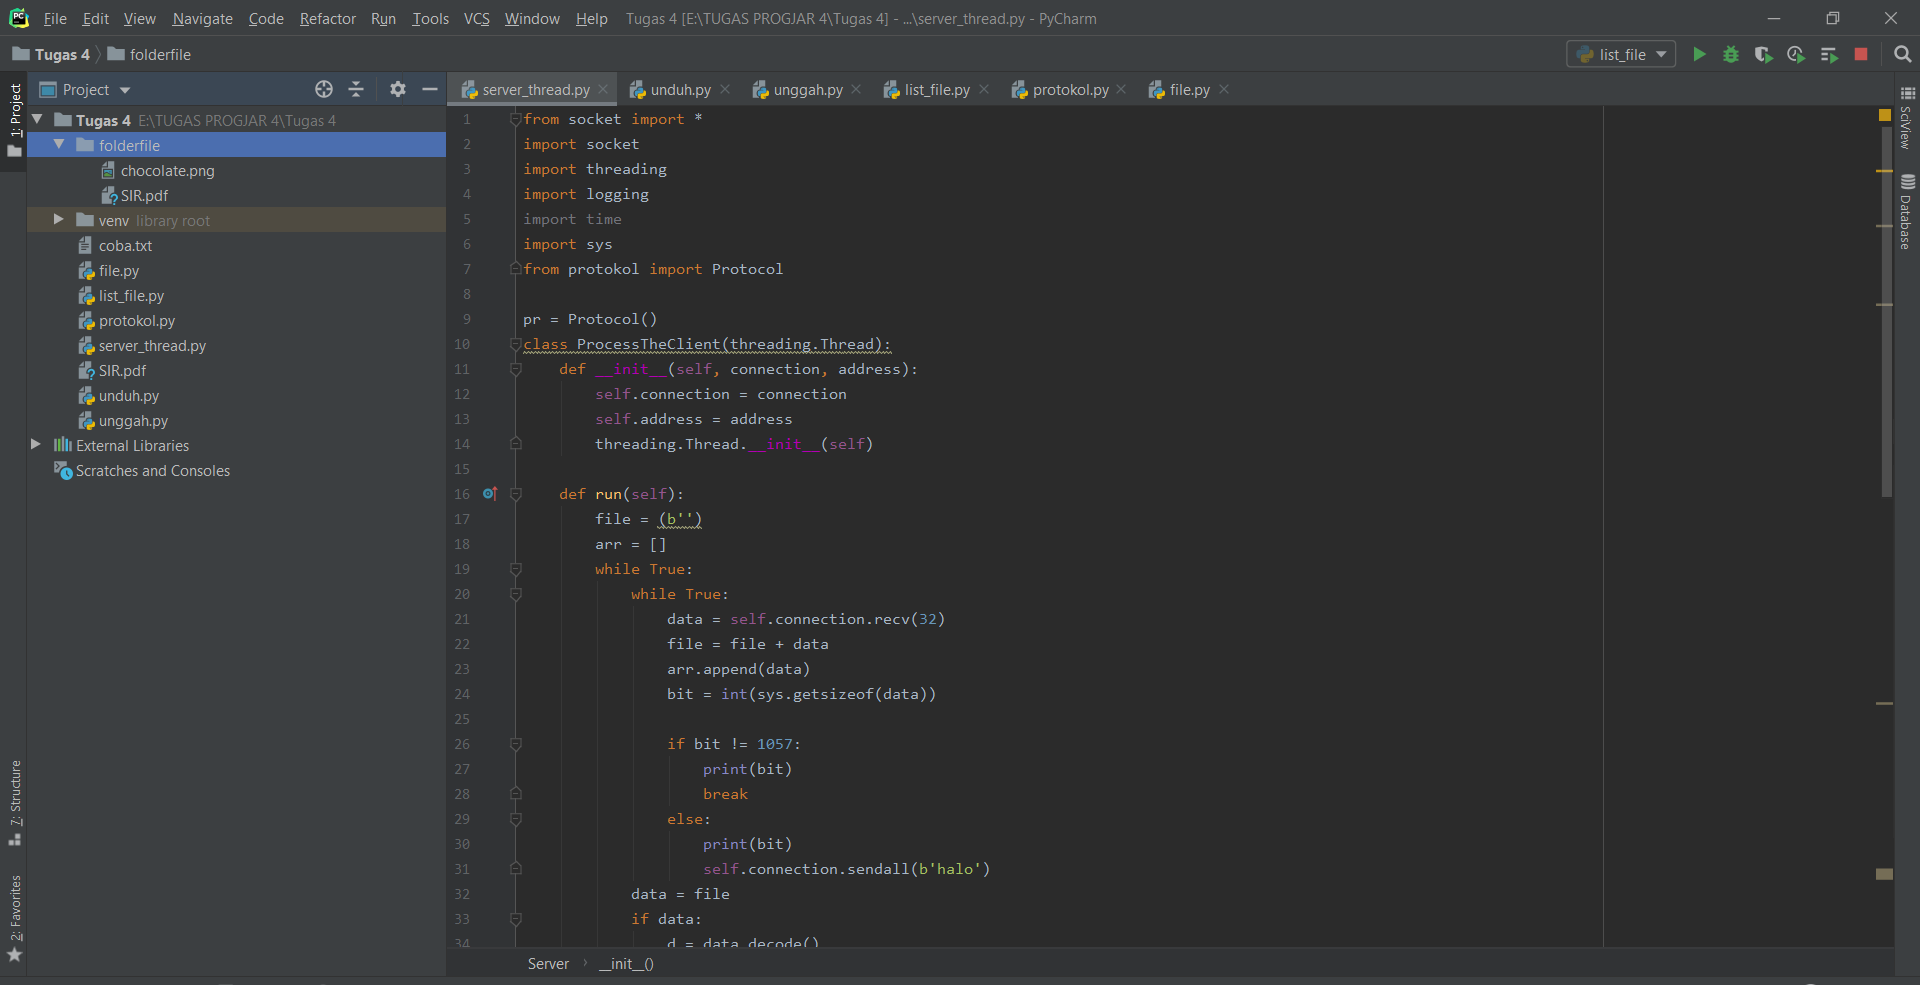 File Edit View Navigate Code Refactor Run Tools VCS Window Help Tugas 4 [E:\TUGAS PROGJAR 4\Tugas 4] - ...\server_thread.py - PyCharm
Tugas 4 folderfile list_file
1: Project
7: Structure
2: Favorites
Project
Tugas 4 E:\TUGAS PROGJAR 4\Tugas 4
folderfile
chocolate.png
SIR.pdf
venv library root
coba.txt
file.py
list_file.py
protokol.py
server_thread.py
SIR.pdf
unduh.py
unggah.py
External Libraries
Scratches and Consoles
server_thread.py unduh.py unggah.py list_file.py protokol.py file.py
1 from socket import *
2 import socket
3 import threading
4 import logging
5 import time
6 import sys
7 from protokol import Protocol
8
9 pr = Protocol()
10 class ProcessTheClient(threading.Thread):
11 def __init__(self, connection, address):
12 self.connection = connection
13 self.address = address
14 threading.Thread.__init__(self)
15
16 def run(self):
17 file = (b'')
18 arr = []
19 while True:
20 while True:
21 data = self.connection.recv(32)
22 file = file + data
23 arr.append(data)
24 bit = int(sys.getsizeof(data))
25
26 if bit != 1057:
27 print(bit)
28 break
29 else:
30 print(bit)
31 self.connection.sendall(b'halo')
32 data = file
33 if data:
34 d = data.decode()
Server › __init__()
SciView
Database